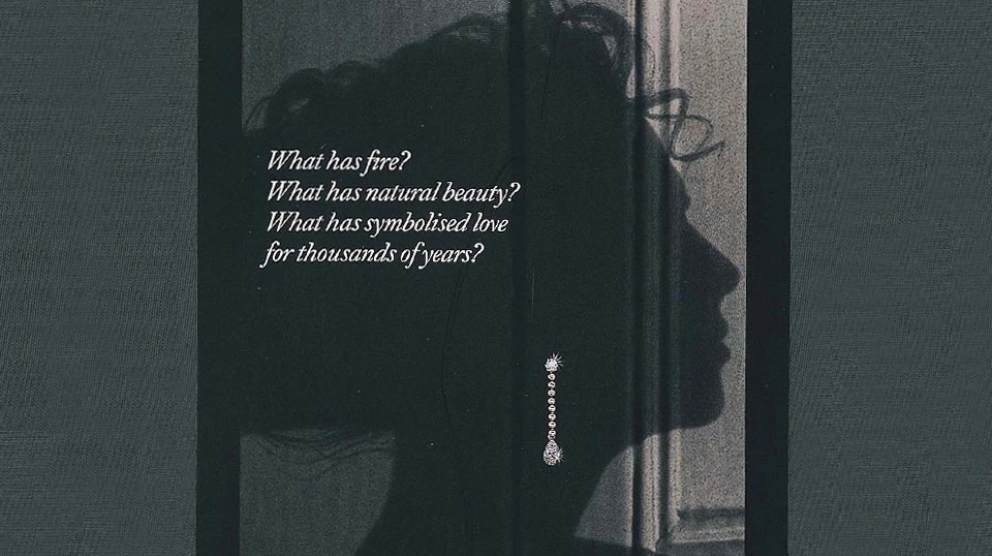 What has fire?
What has natural beauty?
What has symbolised love
for thousands of years?